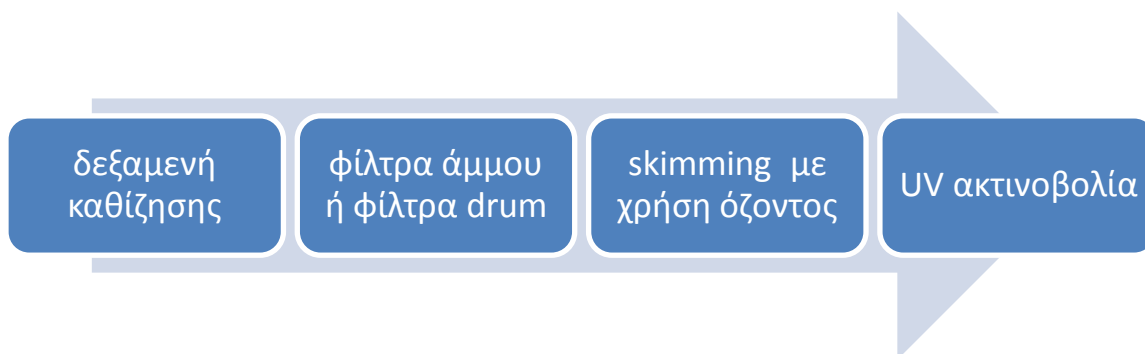 δεξαμενή
καθίζησης
φίλτρα άμμου
ή φίλτρα drum
skimming με
χρήση όζοντος
UV ακτινοβολία